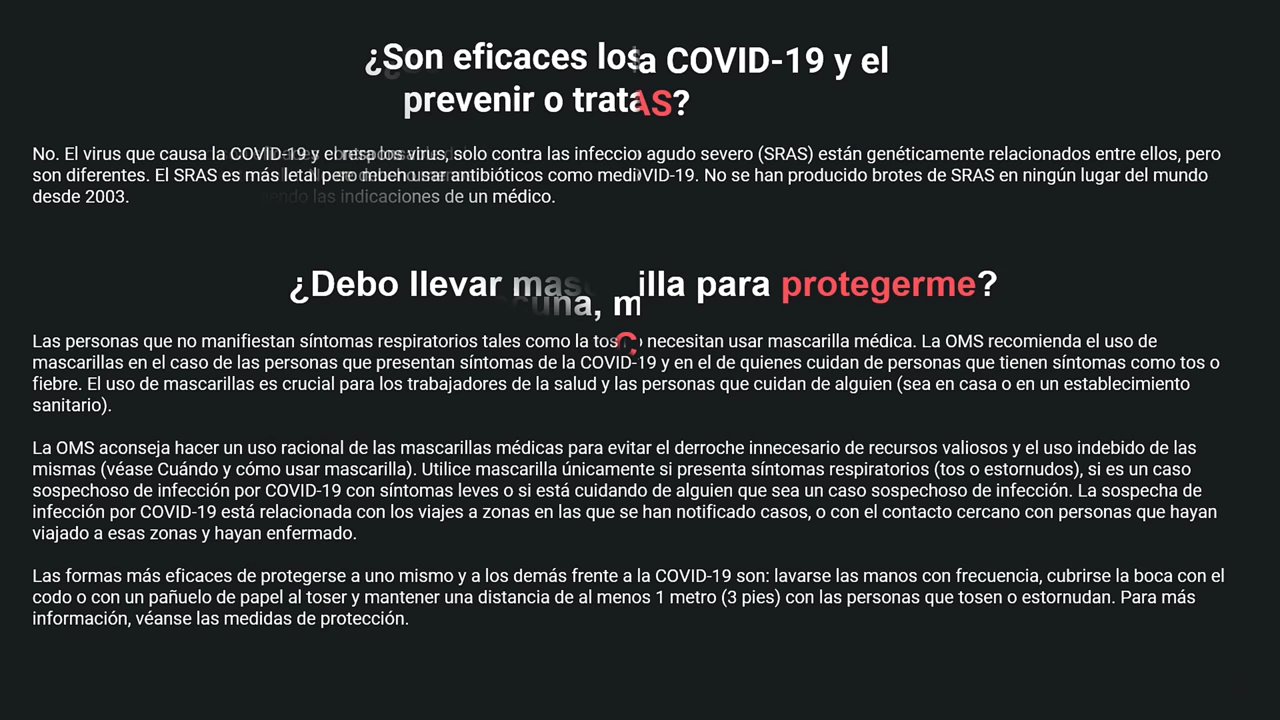 ¿Son eficaces los a COVID-19 y el
prevenir o trata AS?
No. El virus que causa la COVID-19 y el los virus, solo contra las infeccio agudo severo (SRAS) están genéticamente relacionados entre ellos, pero
son diferentes. El SRAS es más letal pero usar antibióticos como medi VID-19. No se han producido brotes de SRAS en ningún lugar del mundo
desde 2003. las indicaciones de un médico.
¿Debo llevar mas illa para protegerme?
una, m
Las personas que no manifiestan síntomas respiratorios tales como la tos necesitan usar mascarilla médica. La OMS recomienda el uso de
mascarillas en el caso de las personas que presentan síntomas de la COVID-19 y en el de quienes cuidan de personas que tienen síntomas como tos o
fiebre. El uso de mascarillas es crucial para los trabajadores de la salud y las personas que cuidan de alguien (sea en casa o en un establecimiento
sanitario).
La OMS aconseja hacer un uso racional de las mascarillas médicas para evitar el derroche innecesario de recursos valiosos y el uso indebido de las
mismas (véase Cuándo y cómo usar mascarilla). Utilice mascarilla únicamente si presenta síntomas respiratorios (tos o estornudos), si es un caso
sospechoso de infección por COVID-19 con síntomas leves o si está cuidando de alguien que sea un caso sospechoso de infección. La sospecha de
infección por COVID-19 está relacionada con los viajes a zonas en las que se han notificado casos, o con el contacto cercano con personas que hayan
viajado a esas zonas y hayan enfermado.
Las formas más eficaces de protegerse a uno mismo y a los demás frente a la COVID-19 son: lavarse las manos con frecuencia, cubrirse la boca con el
codo o con un pañuelo de papel al toser y mantener una distancia de al menos 1 metro (3 pies) con las personas que tosen o estornudan. Para más
información, véanse las medidas de protección.